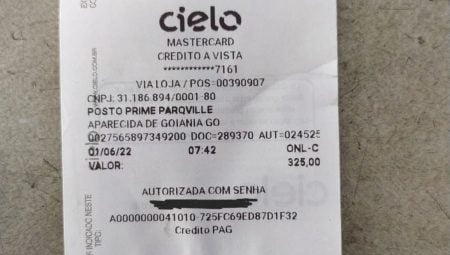 cielo
MASTERCARD
CREDITO A VISTA
************7161
VIA LOJA / POS=00390907
CNPJ: 31.186.894/0001-80
POSTO PRIME PARQVILLE
APARECIDA DE GOIANIA GO
0027565897349200 DOC=289370 AUT=024525
01/06/22 07:42 ONL-C
VALOR: 325,00
AUTORIZADA COM SENHA
A0000000041010-725FC69ED87D1F32
Credito PAG